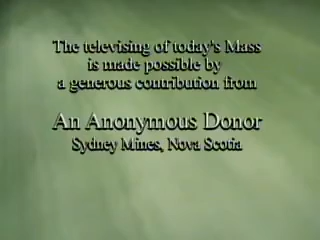 The televising of today's Mass
is made possible by
a generous contribution from
An Anonymous Donor
Sydney Mines, Nova Scotia